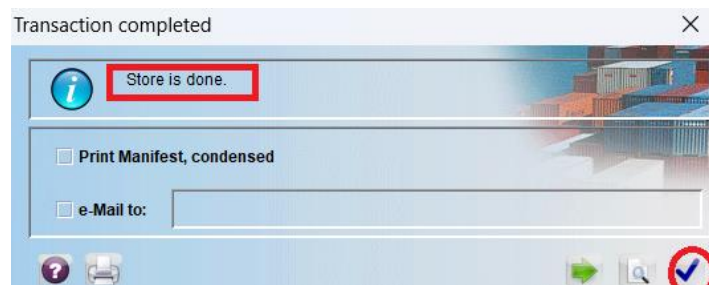 Transaction completed
Store is done.
Print Manifest, condensed
e-Mail to: